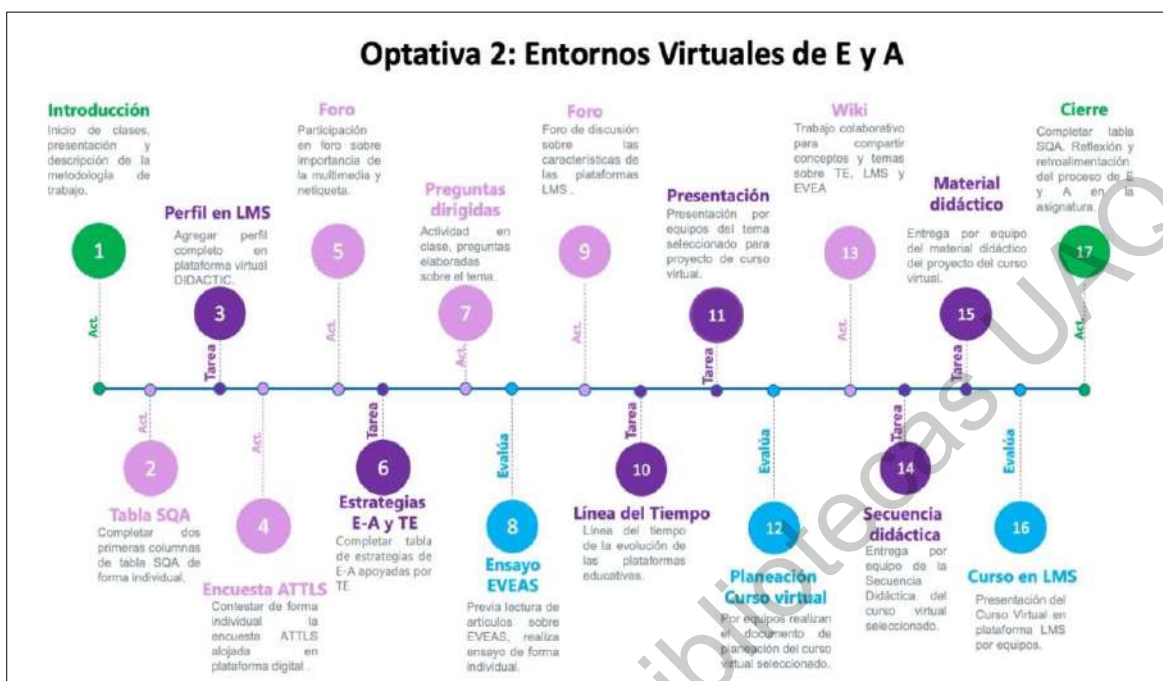 Optativa 2: Entornos Virtuales de E y A
Introducción
Inicio de clases,
presentación y
descripción de la
metodología de
trabajo.
1
Act.
Tabla SQA
Completar dos
primeras columnas
de tabla SQA de
forma individual.
2
Act.
Perfil en LMS
Agregar perfil
completo en
plataforma virtual
DIDACTIC.
3
Tarea
Encuesta ATTLS
Contestar de forma
individual la
encuesta ATTLS
alojada en
plataforma digital .
4
Act.
Foro
Participación
en foro sobre
importancia de
la multimedia y
netiqueta.
5
Act.
Estrategias
E-A y TE
Completar tabla
de estrategias de
E-A apoyadas por
TE
6
Tarea
Preguntas
dirigidas
Actividad en
clase, preguntas
elaboradas
sobre el tema.
7
Act.
Ensayo
EVEAS
Previa lectura de
artículos sobre
EVEAS, realiza
ensayo de forma
individual.
8
Evalúa
Foro
Foro de discusión
sobre las
características de
las plataformas
LMS .
9
Act.
Línea del Tiempo
Línea del tiempo
de la evolución de
las plataformas
educativas.
10
Tarea
Presentación
Presentación por
equipos del tema
seleccionado para
proyecto de curso
virtual.
11
Tarea
Planeación
Curso virtual
Por equipos realizan
el documento de
planeación del curso
virtual seleccionado.
12
Evalúa
Wiki
Trabajo colaborativo
para compartir
conceptos y temas
sobre TE, LMS y
EVEA
13
Act.
Secuencia
didáctica
Entrega por
equipo de la
Secuencia
Didáctica del
curso virtual
seleccionado.
14
Tarea
Material
didáctico
Entrega por equipo
del material didáctico
del proyecto del curso
virtual.
15
Tarea
Curso en LMS
Presentación del
Curso Virtual en
plataforma LMS
por equipos.
16
Evalúa
Cierre
Completar tabla
SQA. Reflexión y
retroalimentación
del proceso de E
y A en la
asignatura.
17
Act.
bliotecas UAQ